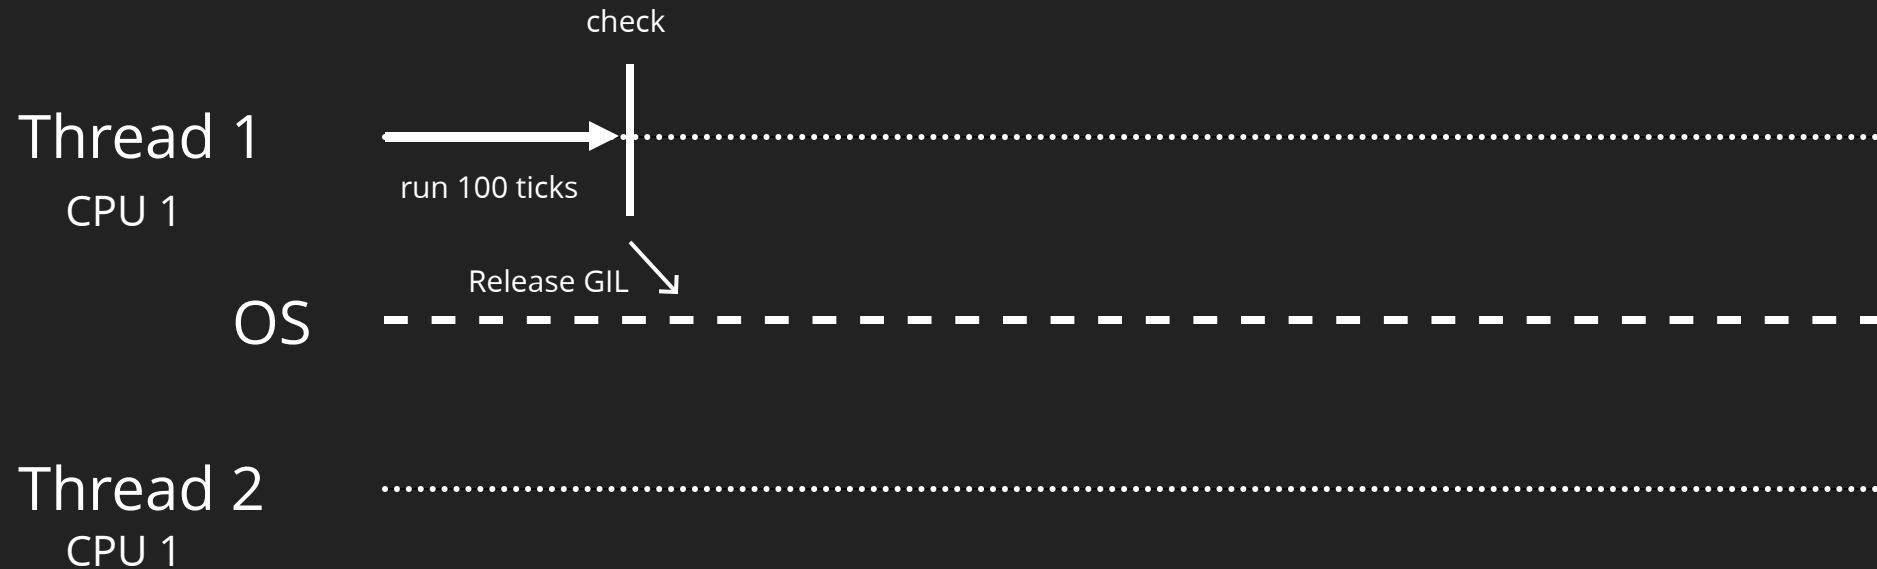 check
Thread 1
run 100 ticks
CPU 1
Release GIL
OS
Thread 2
CPU 1